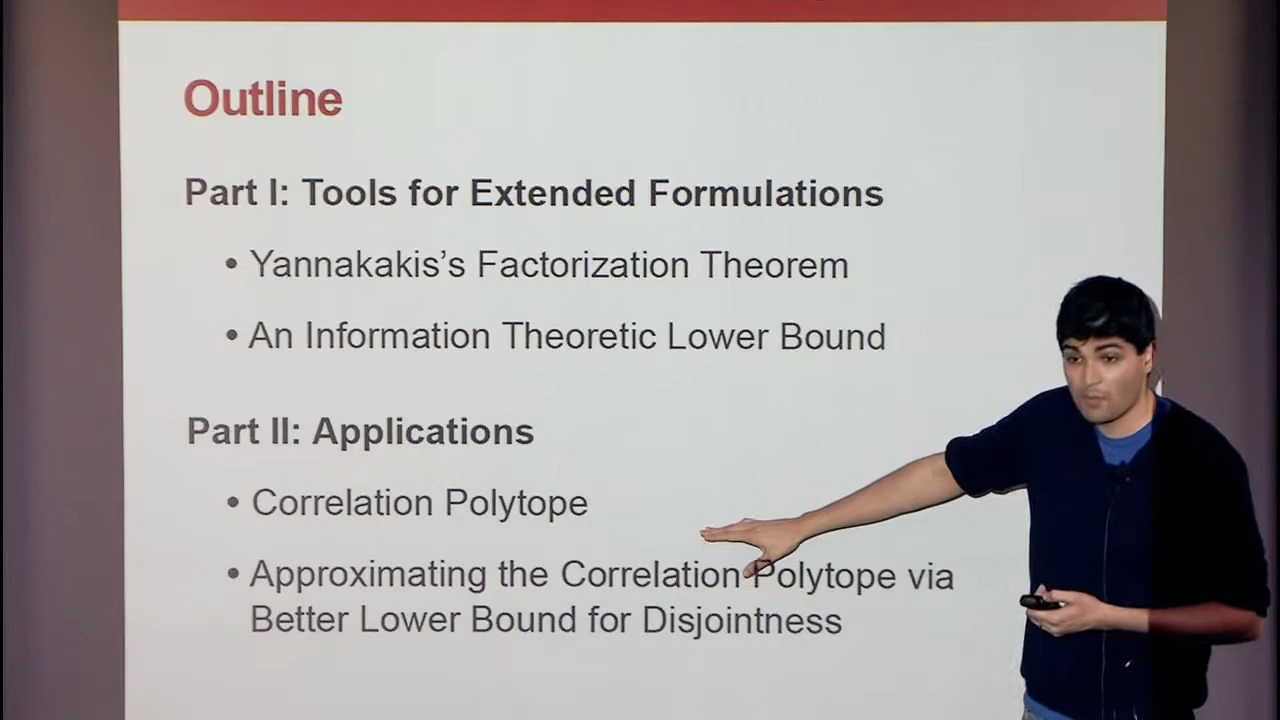 Outline
Part I: Tools for Extended Formulations
• Yannakakis’s Factorization Theorem
• An Information Theoretic Lower Bound
Part II: Applications
• Correlation Polytope
• Approximating the Correlation Polytope via
Better Lower Bound for Disjointness